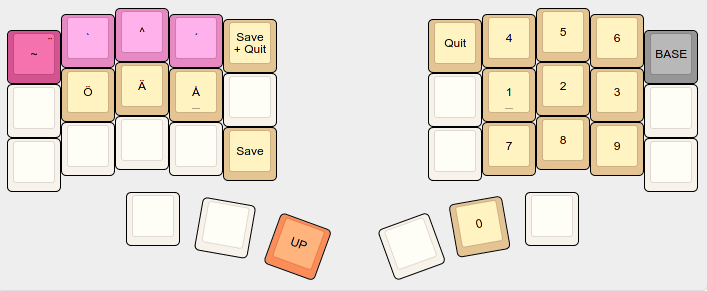 ¨
~
`
^
´
Save
+ Quit
Quit
4
5
6
BASE
Ö
Ä
Å
_
1
_
2
3
Save
7
8
9
UP
0